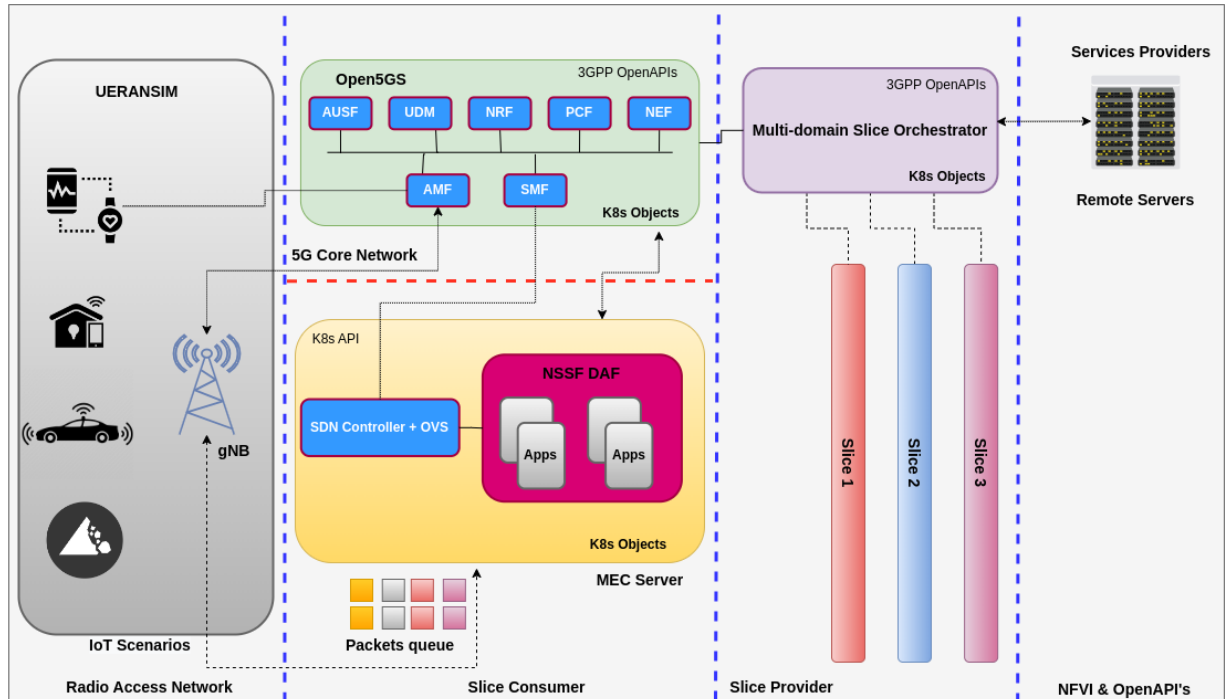 UERANSIM
IoT Scenarios
Radio Access Network
gNB
Open5GS
3GPP OpenAPIs
AUSF
UDM
NRF
PCF
NEF
AMF
SMF
K8s Objects
5G Core Network
K8s API
NSSF DAF
SDN Controller + OVS
Apps
Apps
K8s Objects
MEC Server
Packets queue
Slice Consumer
3GPP OpenAPIs
Multi-domain Slice Orchestrator
K8s Objects
Slice 1
Slice 2
Slice 3
Slice Provider
Services Providers
Remote Servers
NFVI & OpenAPI's